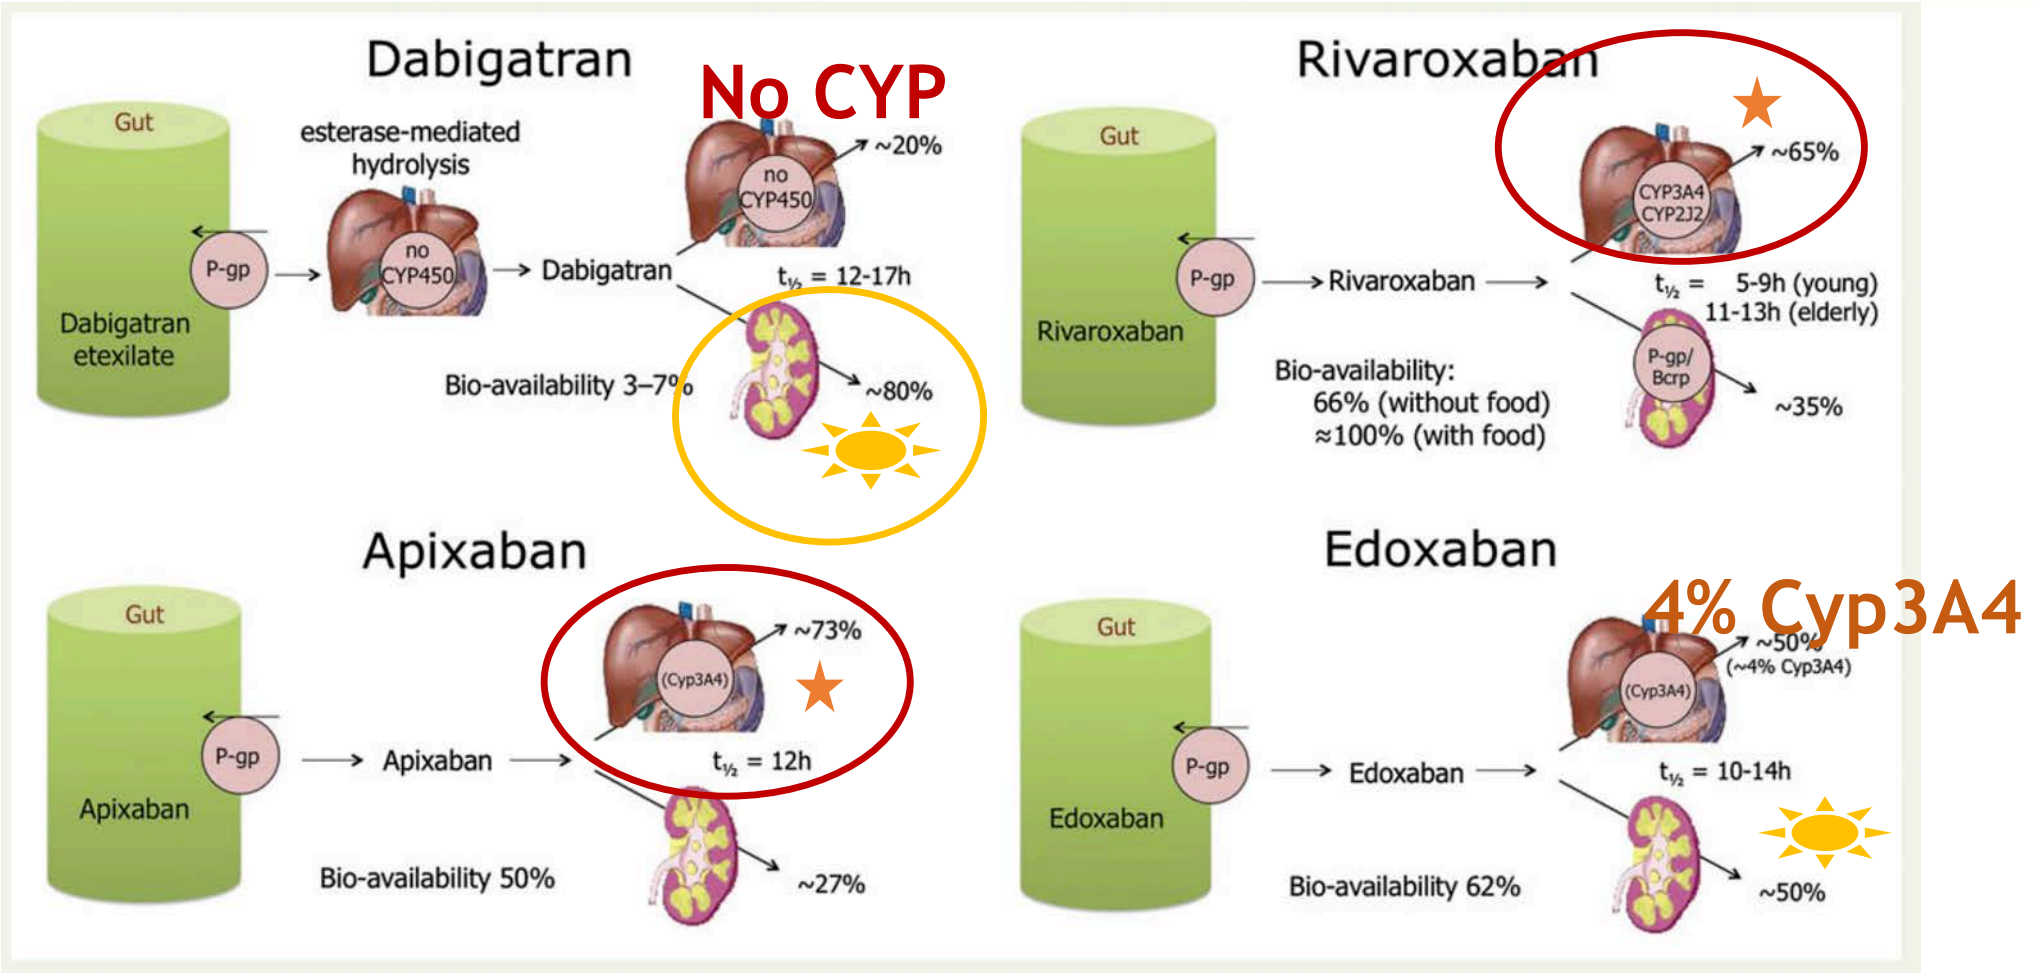 Dabigatran
No CYP
Gut
esterase-mediated
hydrolysis
no
CYP450
~20%
P-gp
no
CYP450
Dabigatran
t½ = 12-17h
Dabigatran
etexilate
Bio-availability 3–7%
~80%
Rivaroxaban
Gut
~65%
CYP3A4
CYP2J2
P-gp
Rivaroxaban
t½ = 5-9h (young)
11-13h (elderly)
Rivaroxaban
P-gp/
Bcrp
Bio-availability:
66% (without food)
≈100% (with food)
~35%
Apixaban
Gut
~73%
(Cyp3A4)
P-gp
Apixaban
t½ = 12h
Apixaban
Bio-availability 50%
~27%
Edoxaban
4% Cyp3A4
Gut
~50%
(~4% Cyp3A4)
(Cyp3A4)
P-gp
Edoxaban
t½ = 10-14h
Edoxaban
Bio-availability 62%
~50%